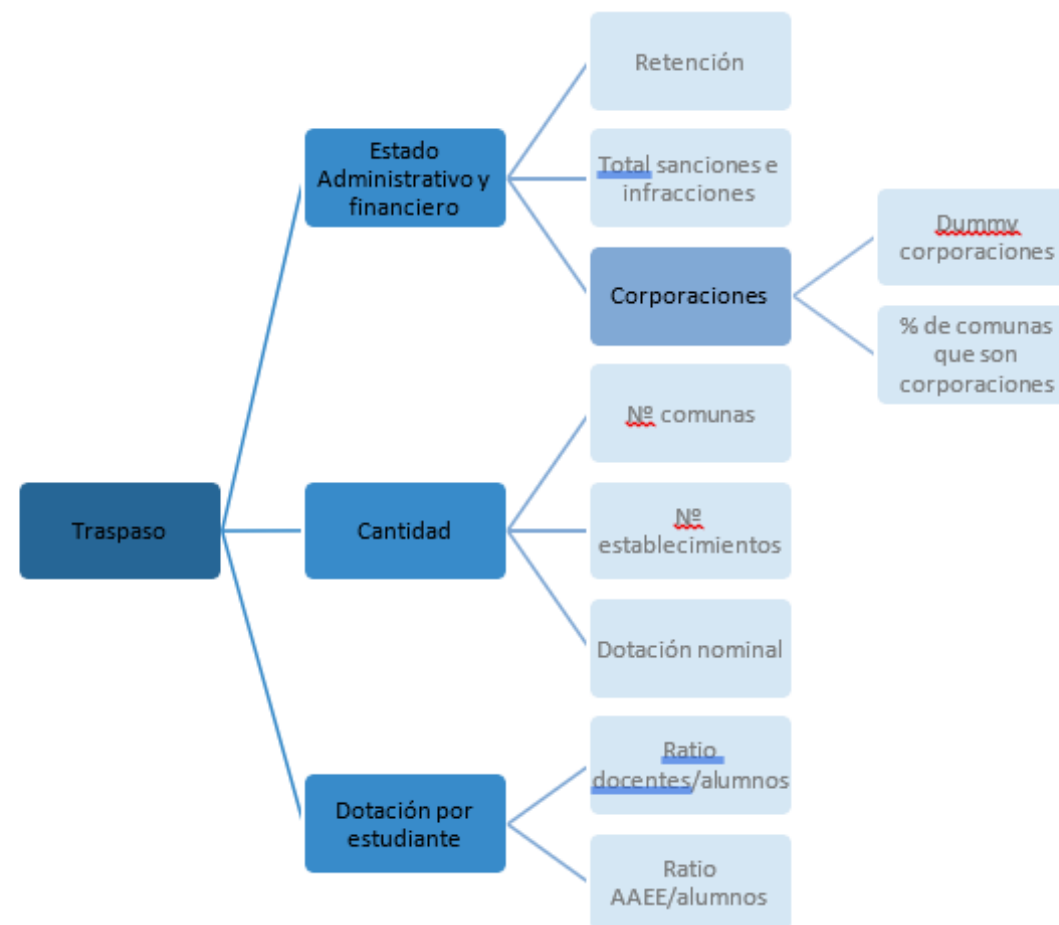 Retención
Estado
Administrativo y
financiero
Total sanciones e
infracciones
Dummy
corporaciones
Corporaciones
% de comunas
que son
corporaciones
Nº comunas
Traspaso
Cantidad
Nº
establecimientos
Dotación nominal
Ratio
docentes/alumnos
Dotación por
estudiante
Ratio
AAEE/alumnos